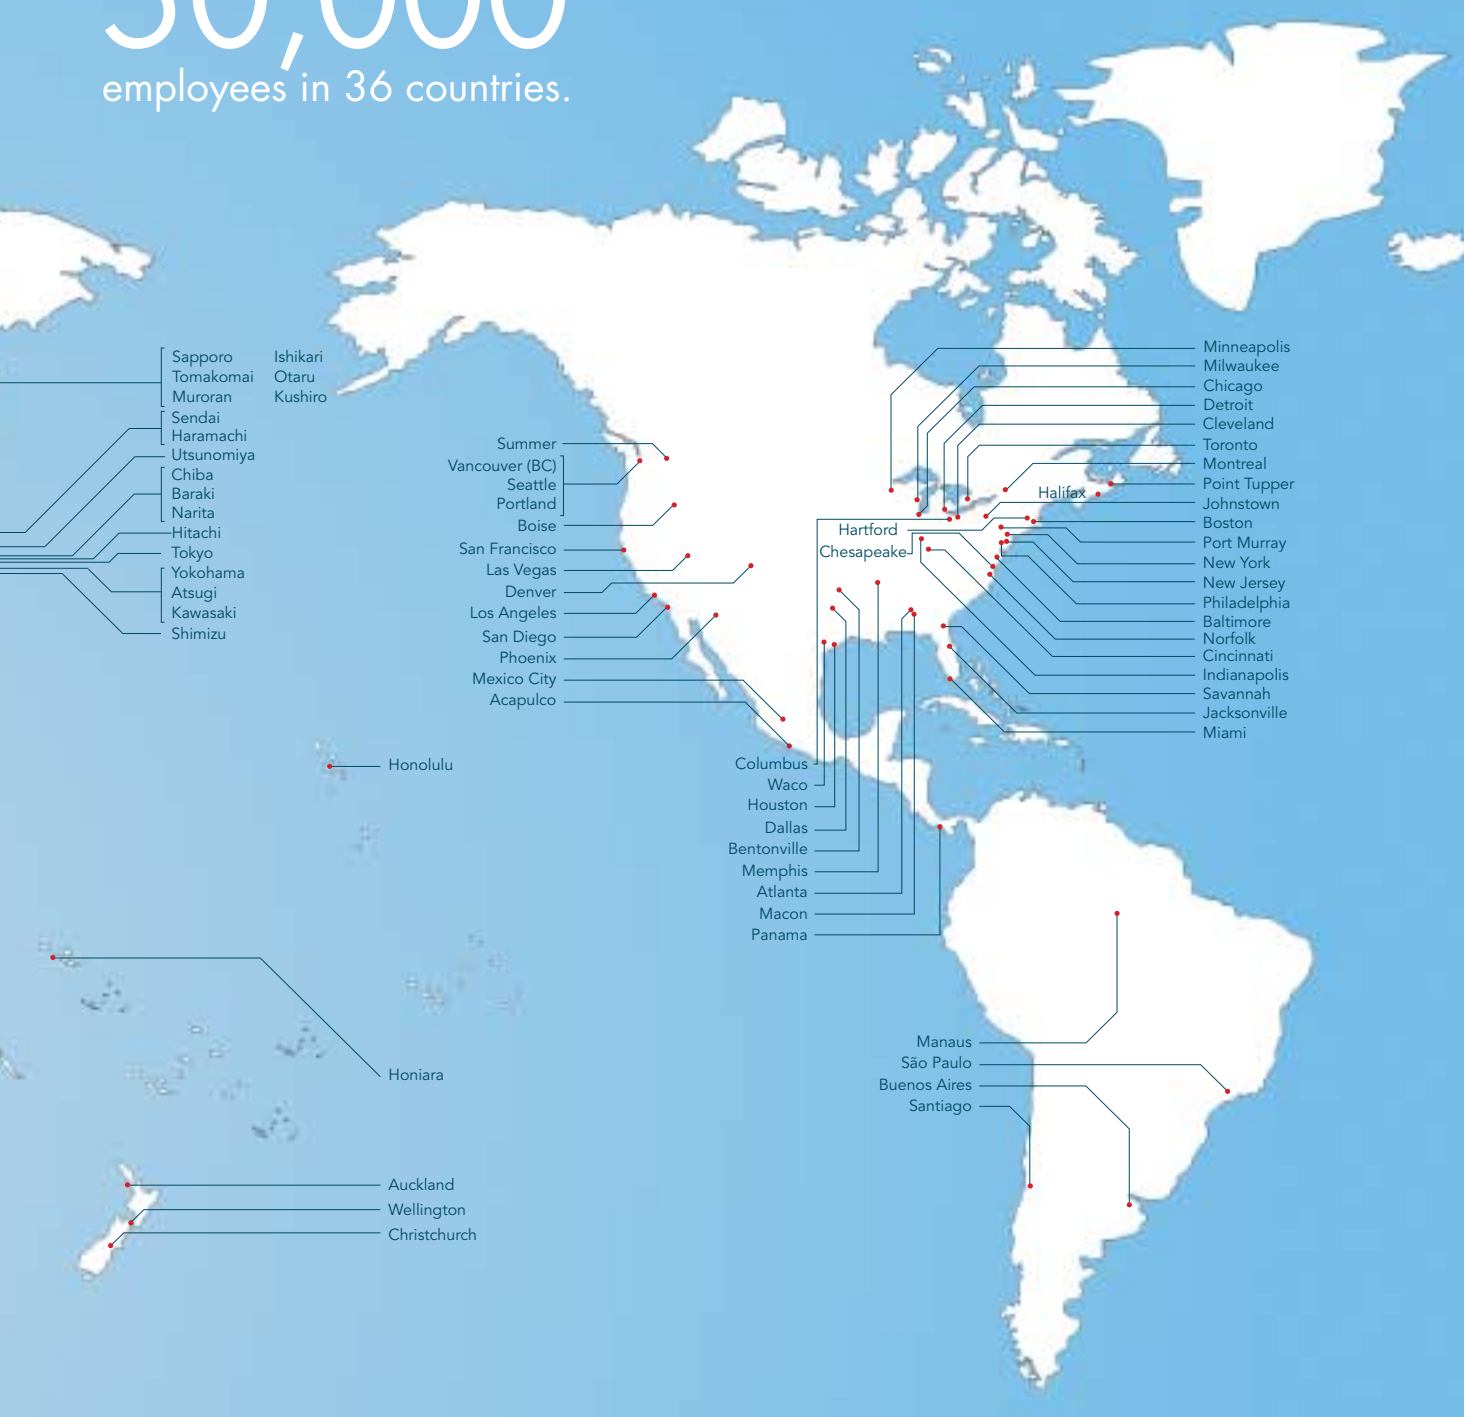 employees in 36 countries.
Sapporo Ishikari
Tomakomai Otaru
Muroran Kushiro
Sendai
Haramachi
Utsunomiya
Chiba
Baraki
Narita
Hitachi
Tokyo
Yokohama
Atsugi
Kawasaki
Shimizu
Summer
Vancouver (BC)
Seattle
Portland
Boise
San Francisco
Las Vegas
Denver
Los Angeles
San Diego
Phoenix
Mexico City
Acapulco
Minneapolis
Milwaukee
Chicago
Detroit
Cleveland
Toronto
Montreal
Point Tupper
Halifax
Johnstown
Boston
Hartford
Port Murray
Chesapeake
New York
New Jersey
Philadelphia
Baltimore
Norfolk
Cincinnati
Indianapolis
Savannah
Jacksonville
Miami
Honolulu
Columbus
Waco
Houston
Dallas
Bentonville
Memphis
Atlanta
Macon
Panama
Manaus
São Paulo
Buenos Aires
Santiago
Honiara
Auckland
Wellington
Christchurch